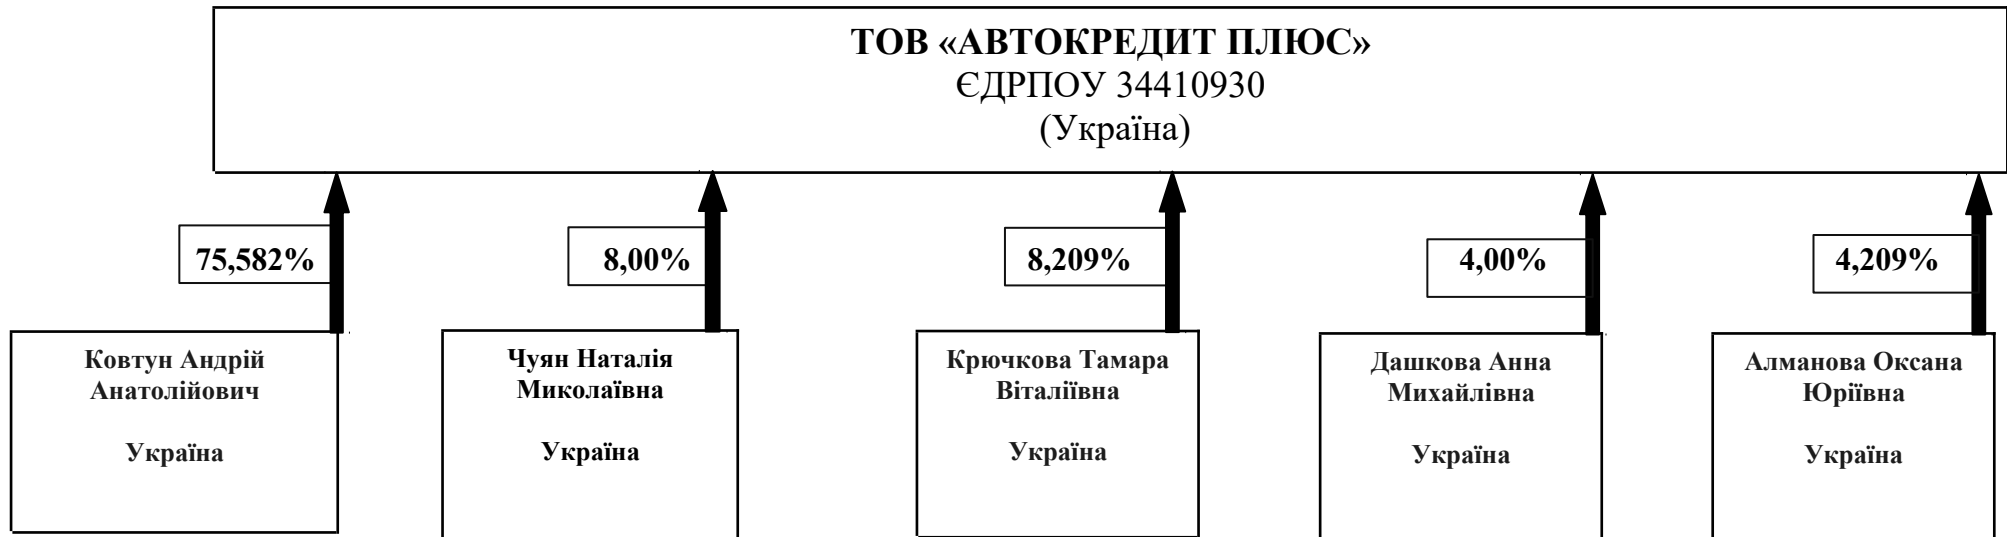 ТОВ «АВТОКРЕДИТ ПЛЮС»
ЄДРПОУ 34410930
(Україна)
75,582%
8,00%
8,209%
4,00%
4,209%
Ковтун Андрій
Анатолійович
Україна
Чуян Наталія
Миколаївна
Україна
Крючкова Тамара
Віталіївна
Україна
Дашкова Анна
Михайлівна
Україна
Алманова Оксана
Юріївна
Україна